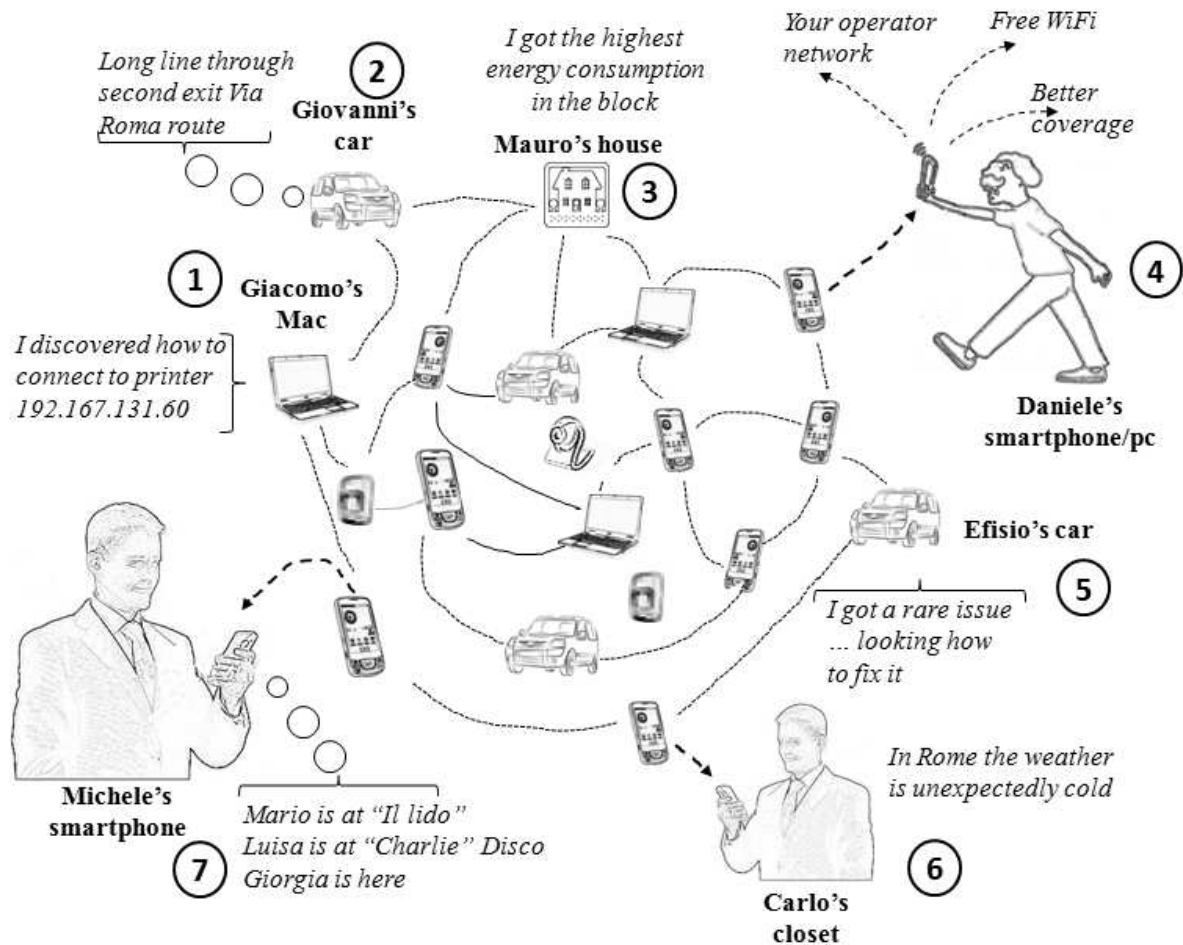 Long line through
second exit Via
Roma route
2
Giovanni's
car
I got the highest
energy consumption
in the block
Mauro's house
3
Your operator
network
Free WiFi
Better
coverage
4
Daniele's
smartphone/pc
1
Giacomo's
Mac
I discovered how to
connect to printer
192.167.131.60
Efisio's car
5
I got a rare issue
... looking how
to fix it
In Rome the weather
is unexpectedly cold
6
Carlo's
closet
Michele's
smartphone
7
Mario is at "Il lido"
Luisa is at "Charlie" Disco
Giorgia is here